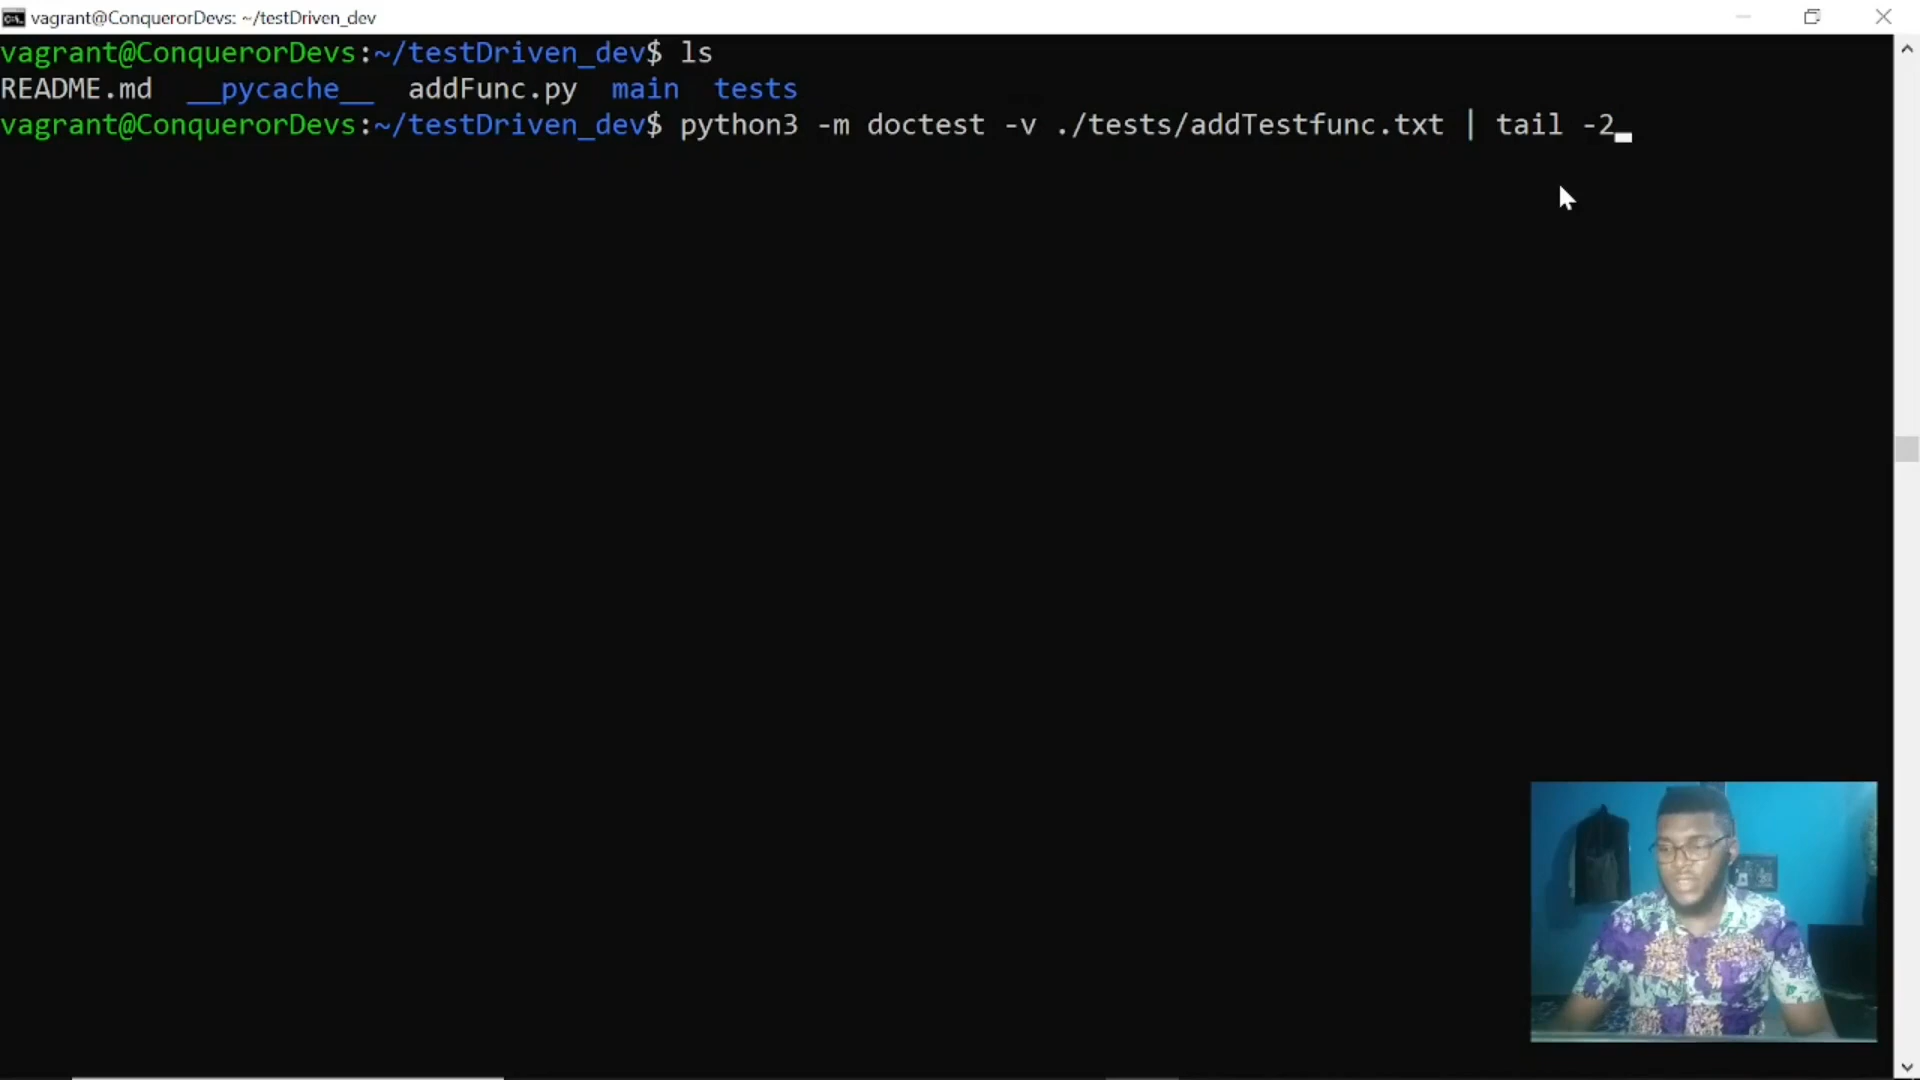 vagrant@ConquerorDevs: ~/testDriven_dev
vagrant@ConquerorDevs:~/testDriven_dev$ ls
README.md  __pycache__  addFunc.py  main  tests
vagrant@ConquerorDevs:~/testDriven_dev$ python3 -m doctest -v ./tests/addTestfunc.txt | tail -2